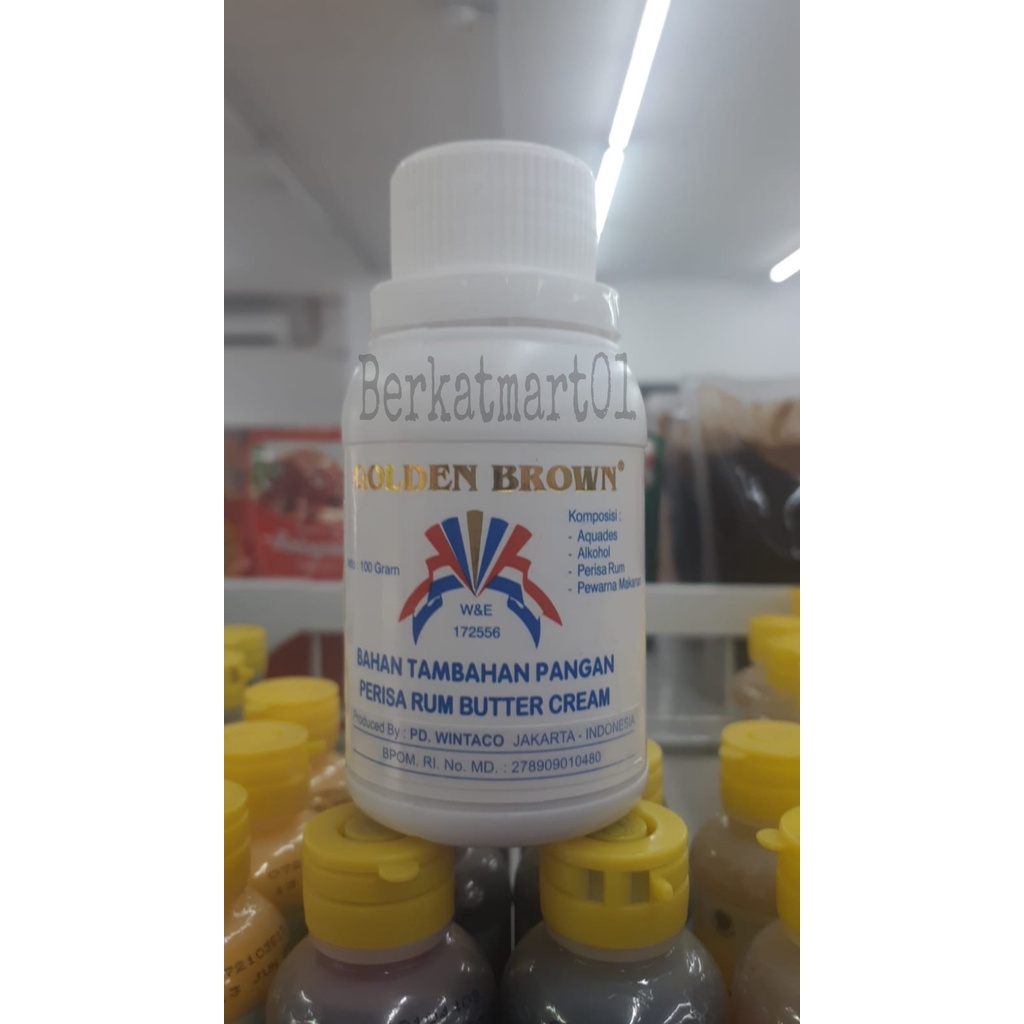 Berkatmart01
GOLDEN BROWN®
Komposisi :
- Aquades
- Alkohol
- Perisa Rum
- Pewarna Makanan
100 Gram
W&E
172556
BAHAN TAMBAHAN PANGAN
PERISA RUM BUTTER CREAM
Produced By : PD. WINTACO JAKARTA - INDONESIA
BPOM. RI. No. MD. : 278909010480